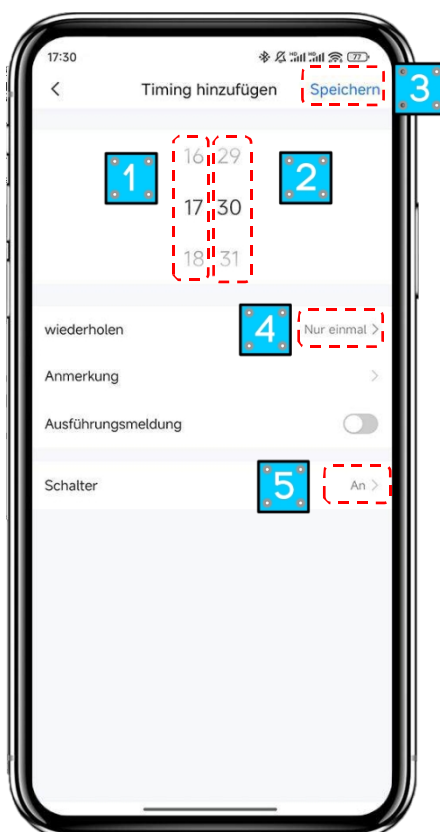 17:30 77
Timing hinzufügen Speichern 3
16 29
1 2
17 30
18 31
wiederholen 4 Nur einmal >
Anmerkung >
Ausführungsmeldung
Schalter 5 An >